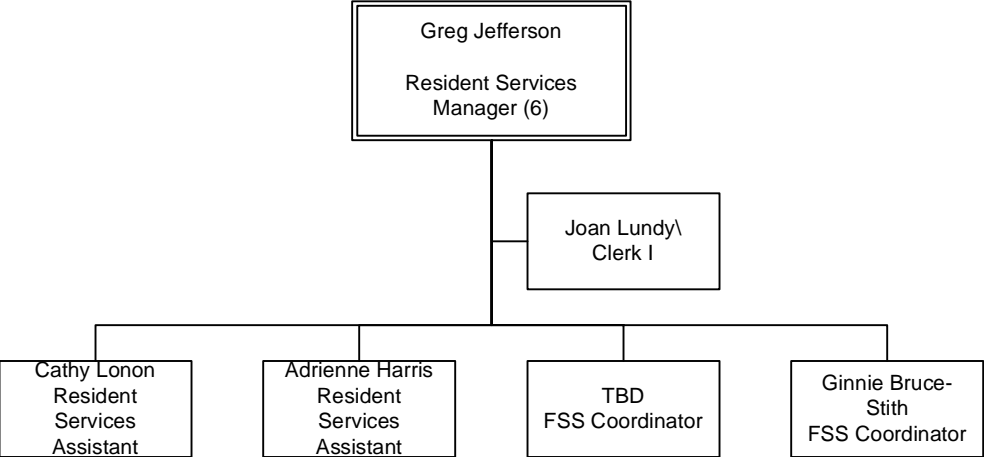 Greg Jefferson
Resident Services
Manager (6)
Joan Lundy\
Clerk I
Cathy Lonon
Resident
Services
Assistant
Adrienne Harris
Resident
Services
Assistant
TBD
FSS Coordinator
Ginnie Bruce-
Stith
FSS Coordinator